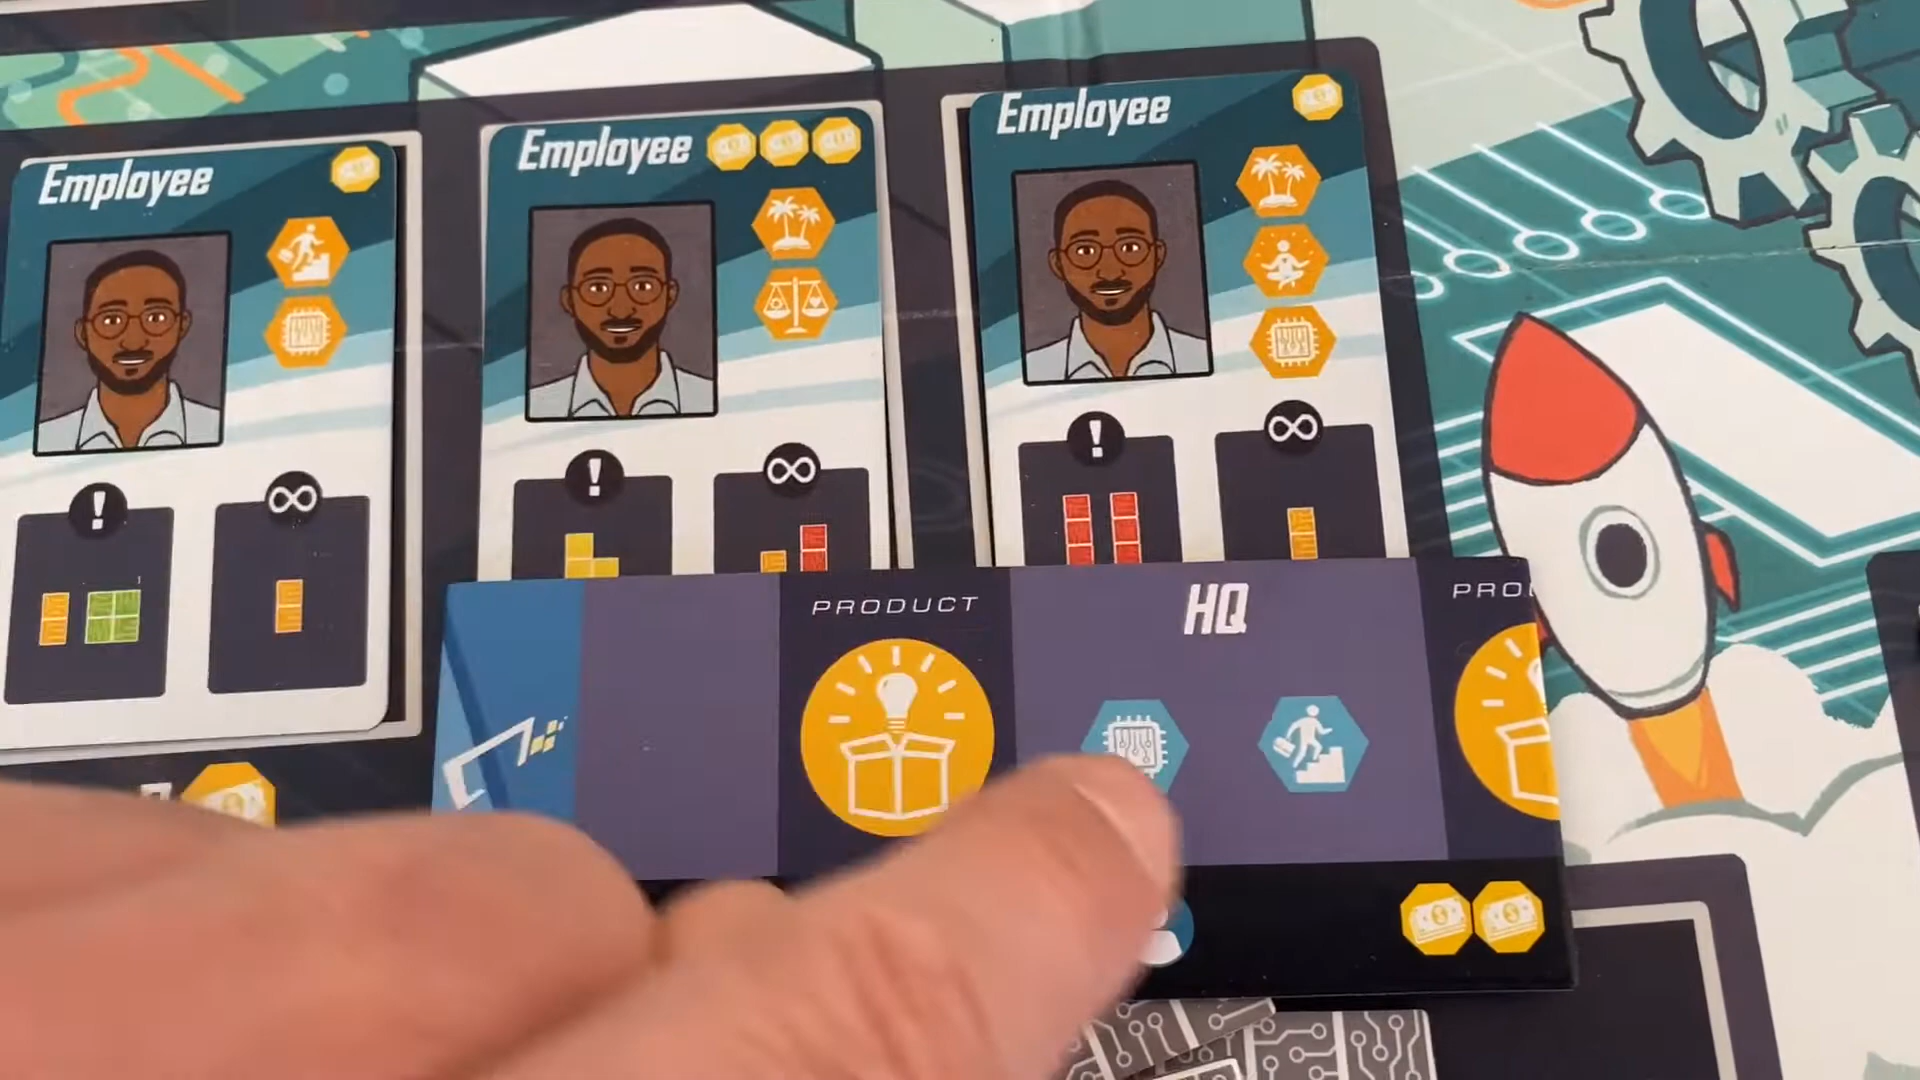 Employee
Employee
Employee
!
∞
!
∞
!
∞
PRODUCT
HQ
PRO